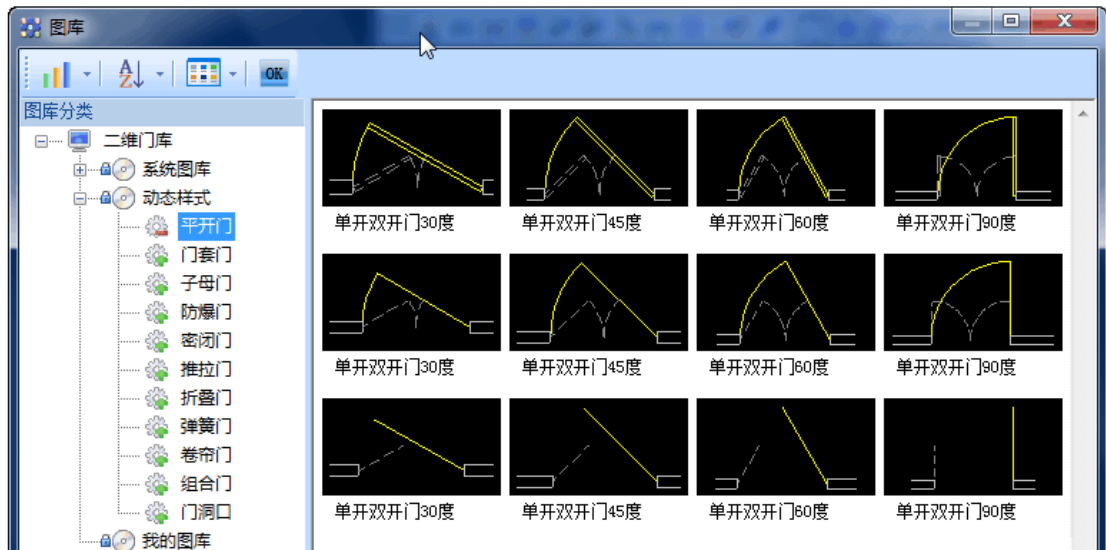 图库
OK
图库分类
二维门库
系统图库
动态样式
平开门
门套门
子母门
防爆门
密闭门
推拉门
折叠门
弹簧门
卷帘门
组合门
门洞口
我的图库
单开双开门30度 单开双开门45度 单开双开门60度 单开双开门90度
单开双开门30度 单开双开门45度 单开双开门60度 单开双开门90度
单开双开门30度 单开双开门45度 单开双开门60度 单开双开门90度